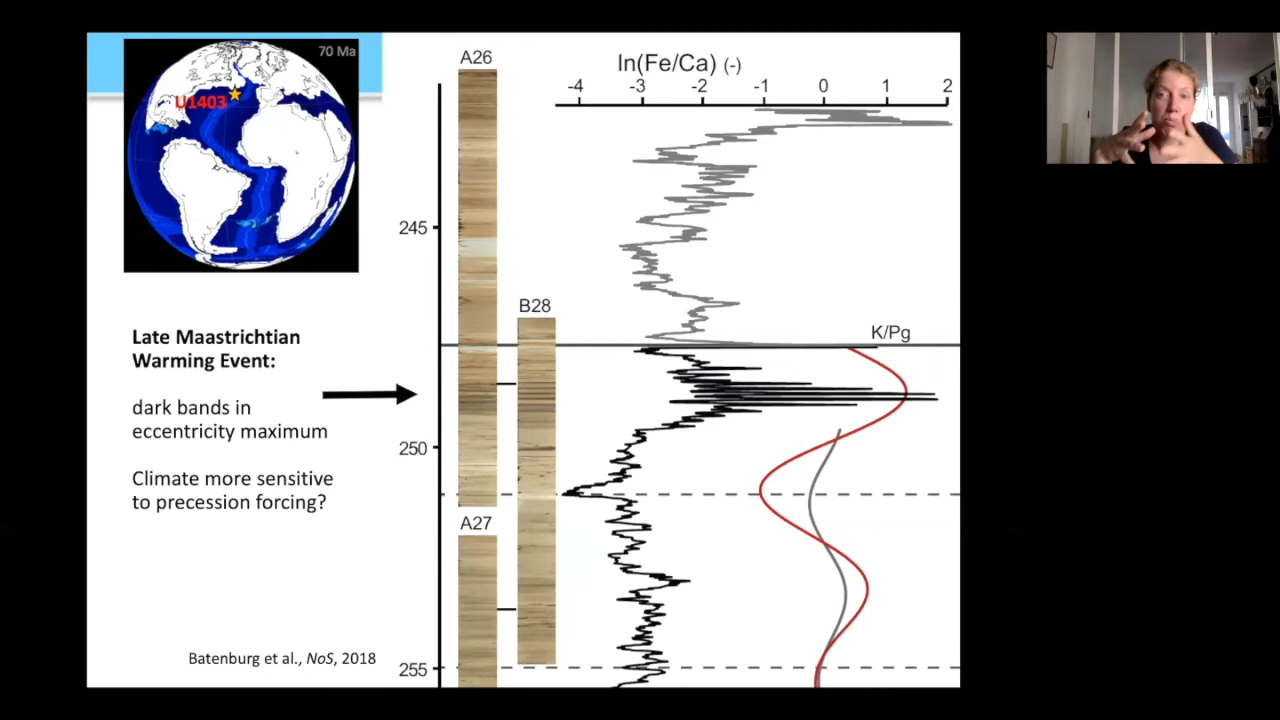 70 Ma
U1403
Late Maastrichtian
Warming Event:
dark bands in
eccentricity maximum
Climate more sensitive
to precession forcing?
Batenburg et al., NoS, 2018
A26
B28
A27
245
250
255
ln(Fe/Ca) (-)
-4 -3 -2 -1 0 1 2
K/Pg